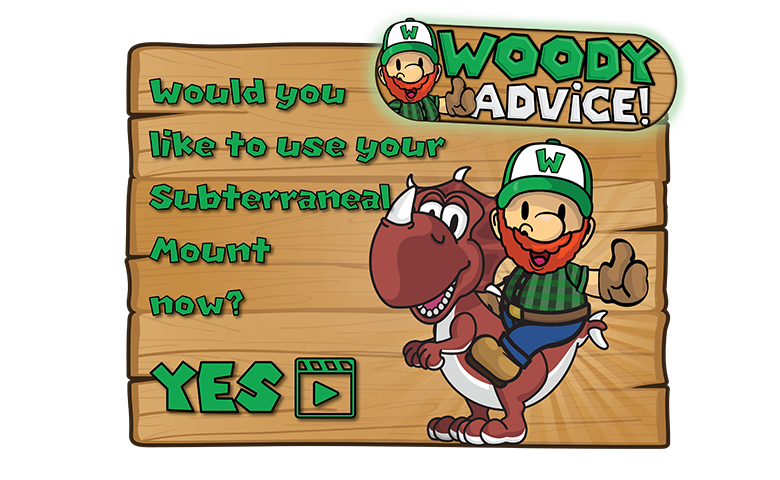 W
WOODY
ADVICE!
Would you
like to use your
Subterraneal
Mount
now?
W
YES